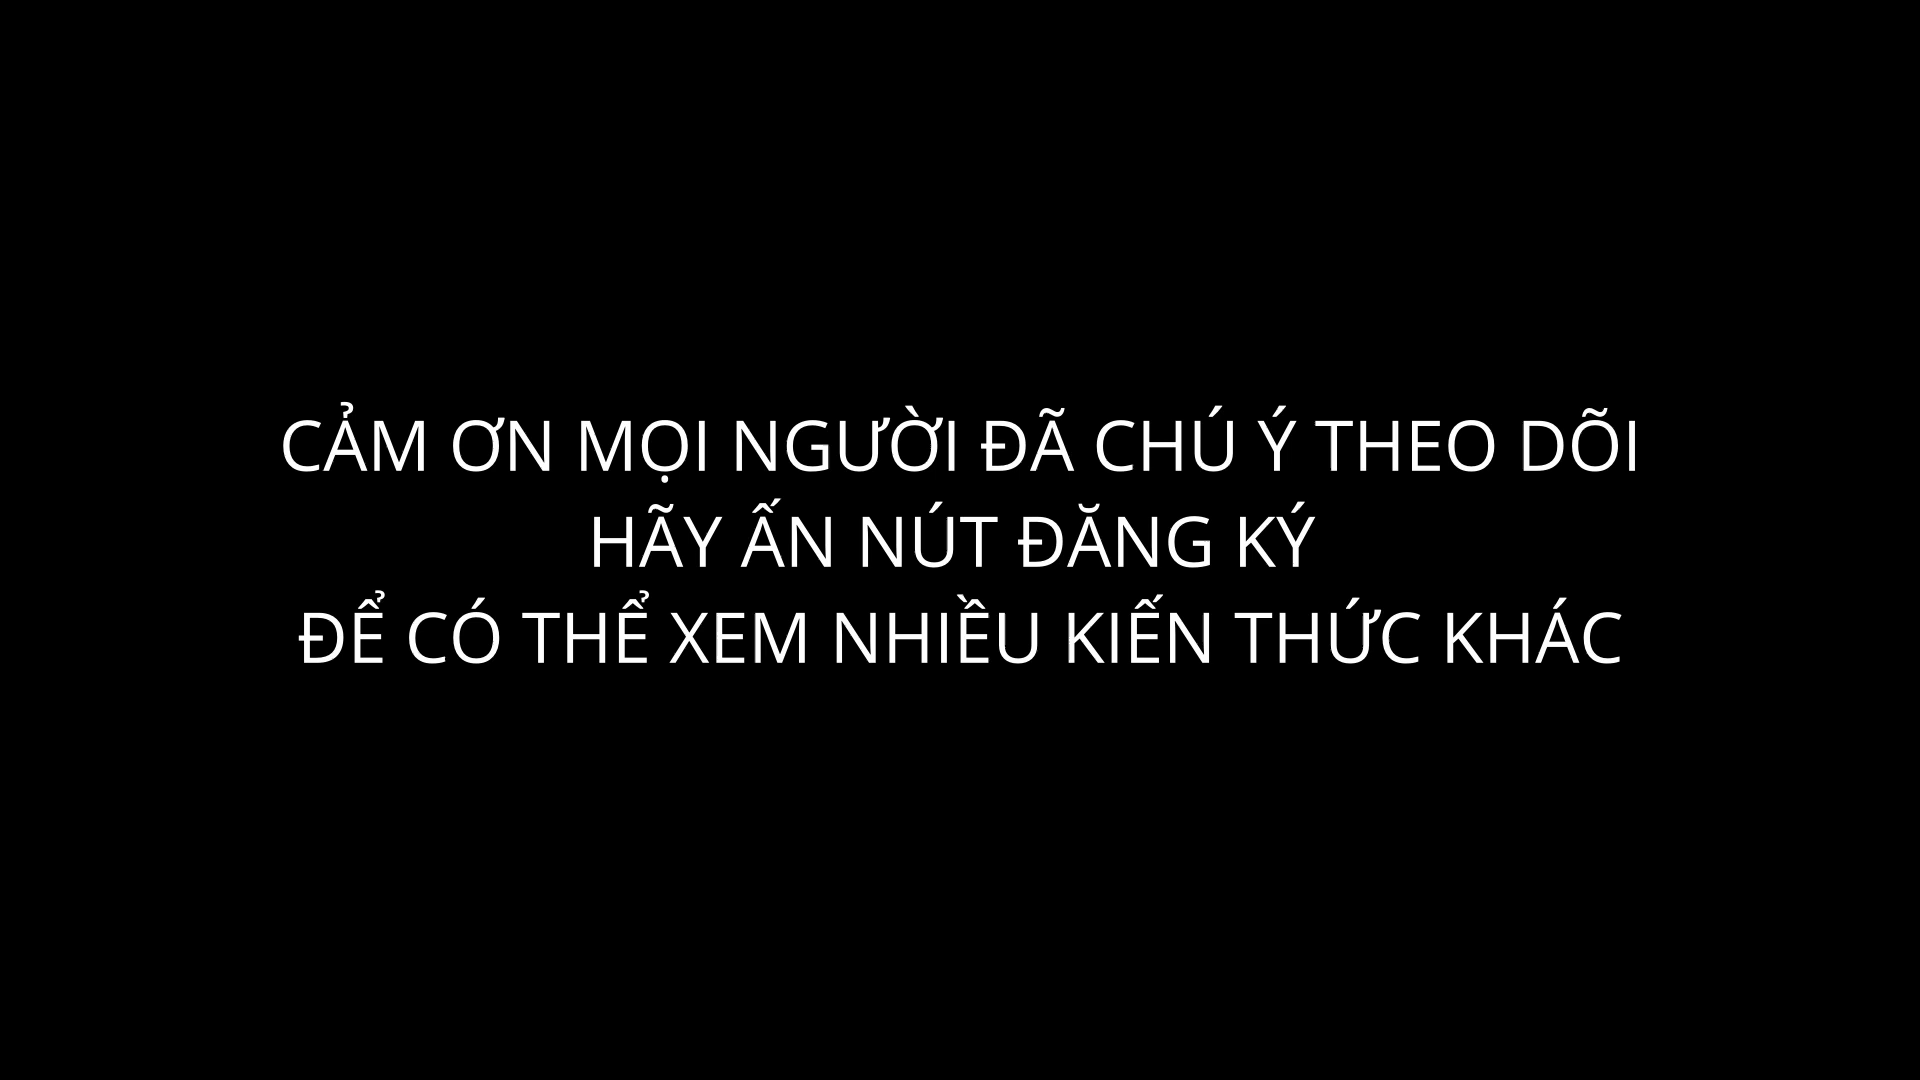 CẢM ƠN MỌI NGƯỜI ĐÃ CHÚ Ý THEO DÕI
HÃY ẤN NÚT ĐĂNG KÝ
ĐỂ CÓ THỂ XEM NHIỀU KIẾN THỨC KHÁC